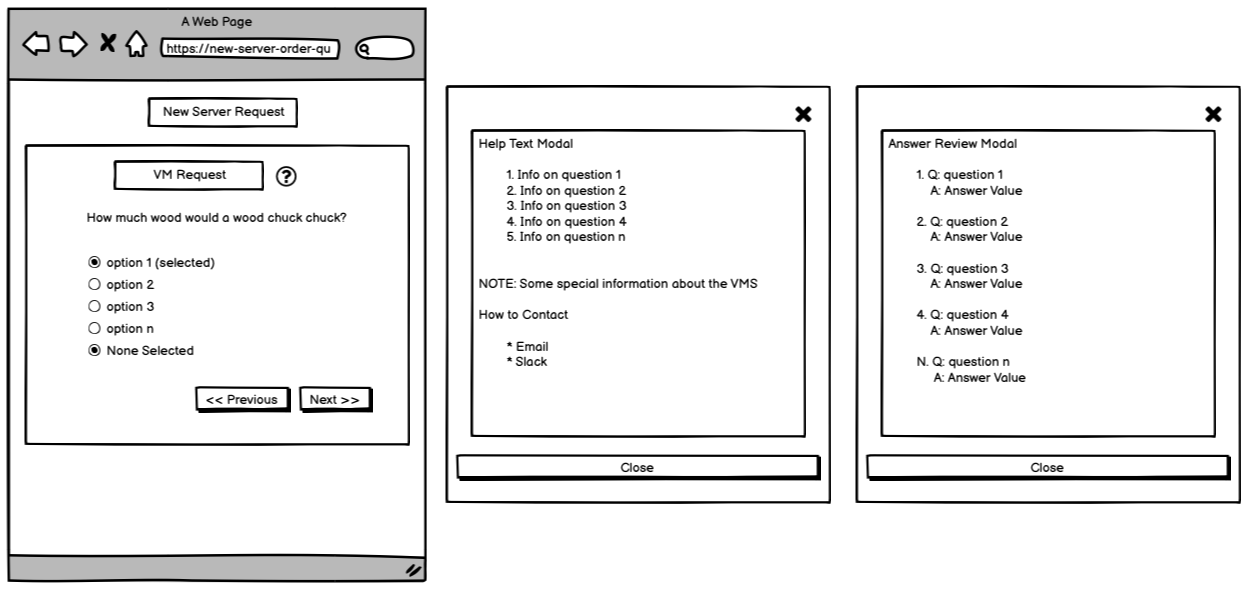 A Web Page
https://new-server-order-qu
New Server Request
VM Request
?
How much wood would a wood chuck chuck?
option 1 (selected)
option 2
option 3
option n
None Selected
<< Previous
Next >>
Help Text Modal
1. Info on question 1
2. Info on question 2
3. Info on question 3
4. Info on question 4
5. Info on question n
NOTE: Some special information about the VMS
How to Contact
* Email
* Slack
Close
Answer Review Modal
1. Q: question 1
A: Answer Value
2. Q: question 2
A: Answer Value
3. Q: question 3
A: Answer Value
4. Q: question 4
A: Answer Value
N. Q: question n
A: Answer Value
Close